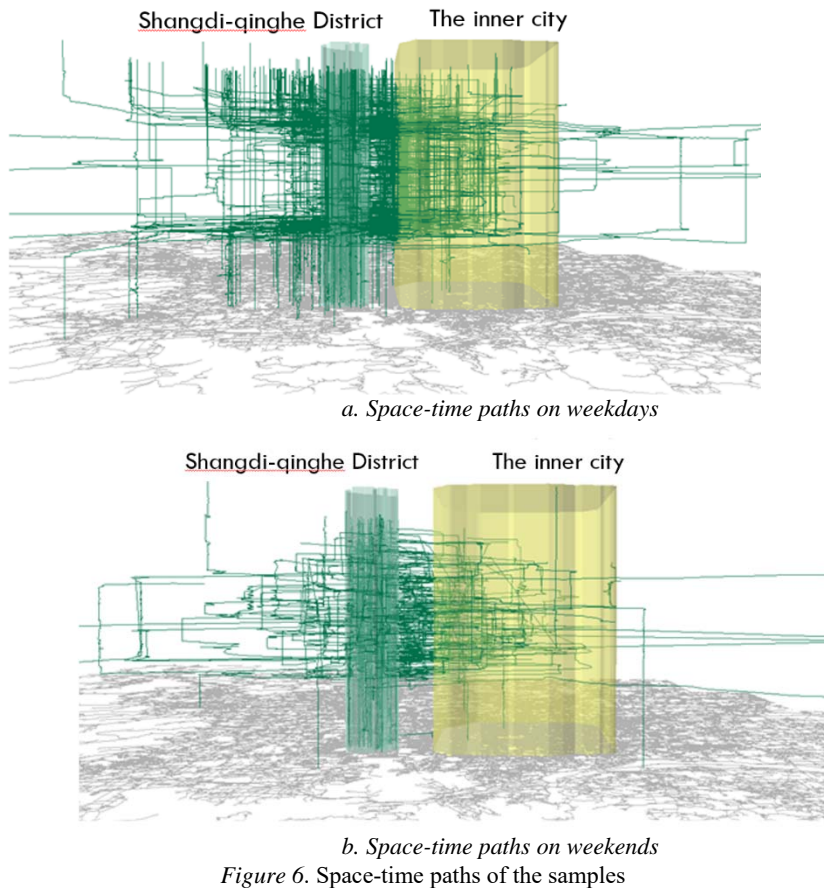 Shangdi-qinghe District The inner city
a. Space-time paths on weekdays
Shangdi-qinghe District The inner city
b. Space-time paths on weekends
Figure 6. Space-time paths of the samples